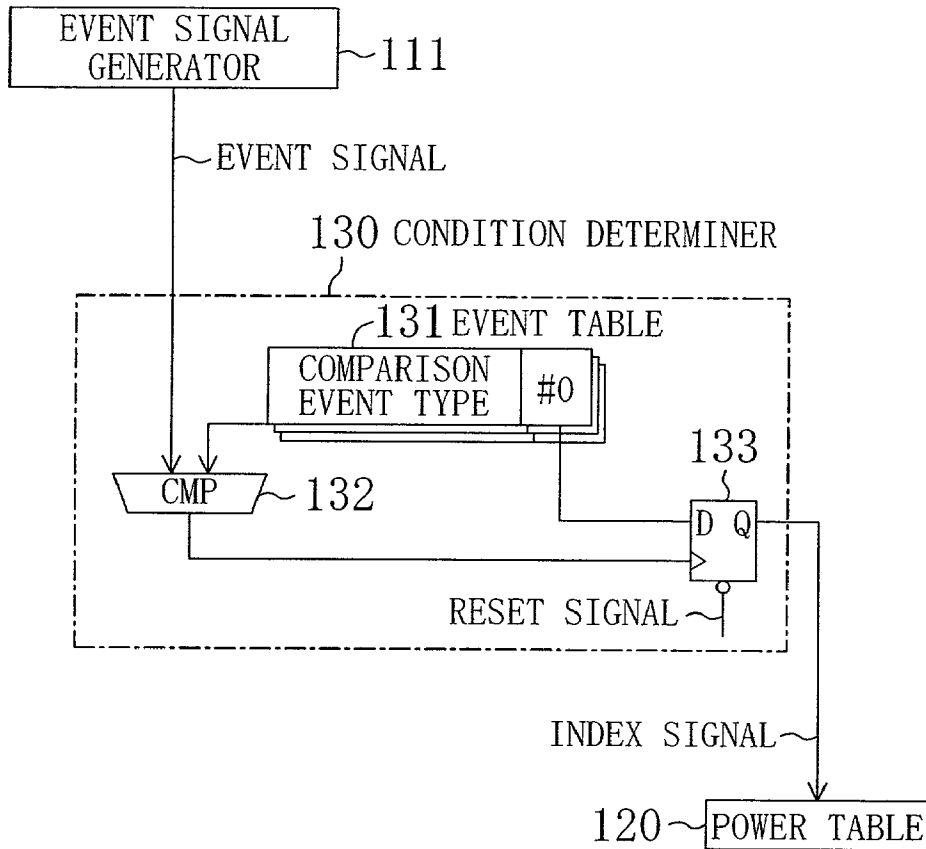 EVENT SIGNAL
GENERATOR
111
EVENT SIGNAL
130 CONDITION DETERMINER
131 EVENT TABLE
COMPARISON
EVENT TYPE
#0
CMP
132
133
D Q
RESET SIGNAL
INDEX SIGNAL
120
POWER TABLE